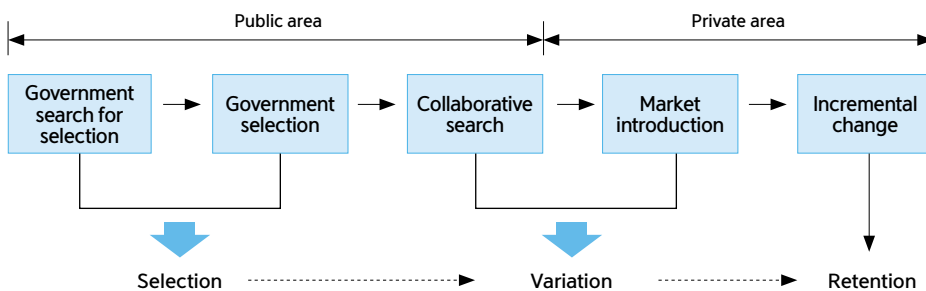 Public area
Private area
Government
search for
selection
Government
selection
Collaborative
search
Market
introduction
Incremental
change
Selection
Variation
Retention